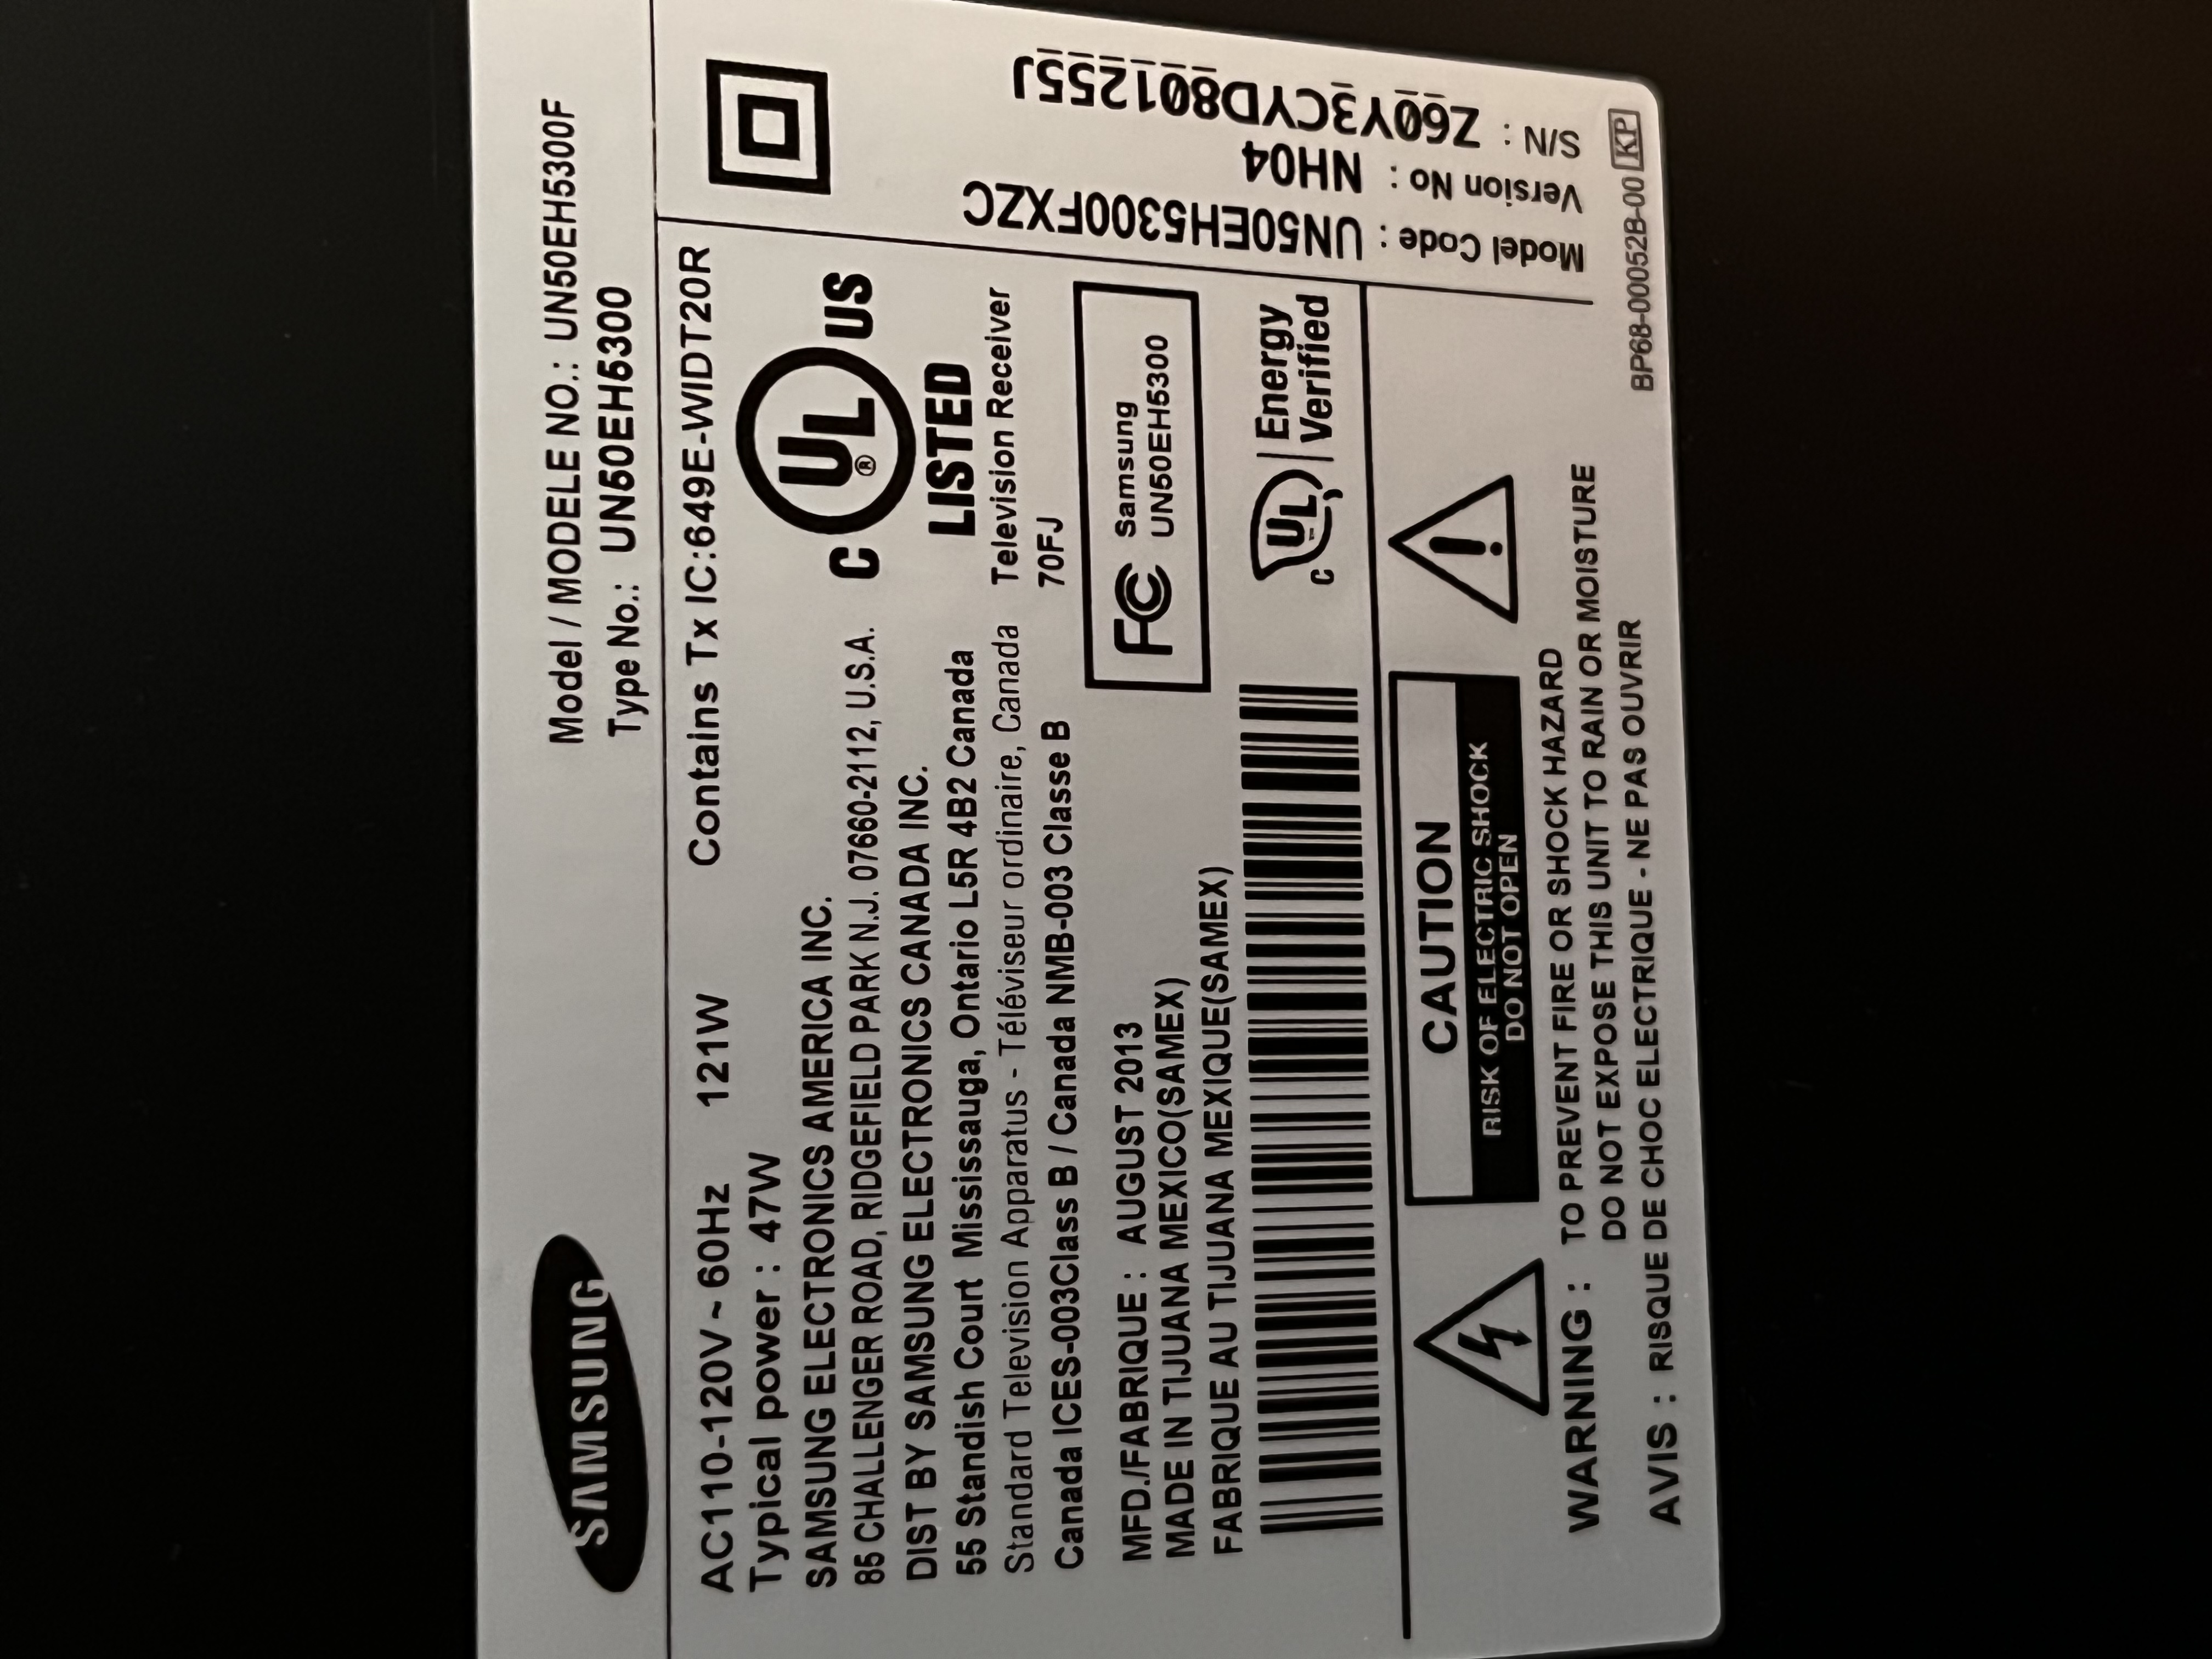 SAMSUNG
Model / MODELE NO.: UN50EH5300F
Type No.: UN50EH5300
AC110-120V ~ 60Hz 121W Contains Tx IC:649E-WIDT20R
Typical power : 47W
SAMSUNG ELECTRONICS AMERICA INC.
85 CHALLENGER ROAD, RIDGEFIELD PARK N.J. 07660-2112, U.S.A.
DIST BY SAMSUNG ELECTRONICS CANADA INC.
55 Standish Court Mississauga, Ontario L5R 4B2 Canada
Standard Television Apparatus - Téléviseur ordinaire, Canada
Canada ICES-003Class B / Canada NMB-003 Classe B
C UL ® US
LISTED
Television Receiver
70FJ
FC Samsung
UN50EH5300
MFD./FABRIQUE : AUGUST 2013
MADE IN TIJUANA MEXICO(SAMEX)
FABRIQUE AU TIJUANA MEXIQUE(SAMEX)
C UL Energy
Verified
CAUTION
RISK OF ELECTRIC SHOCK
DO NOT OPEN
WARNING : TO PREVENT FIRE OR SHOCK HAZARD
DO NOT EXPOSE THIS UNIT TO RAIN OR MOISTURE
AVIS : RISQUE DE CHOC ELECTRIQUE - NE PAS OUVRIR
Model Code : UN50EH5300FXZC
Version No : NH04
S/N : Z60Y3CYD801255J
BP68-00052B-00 KP